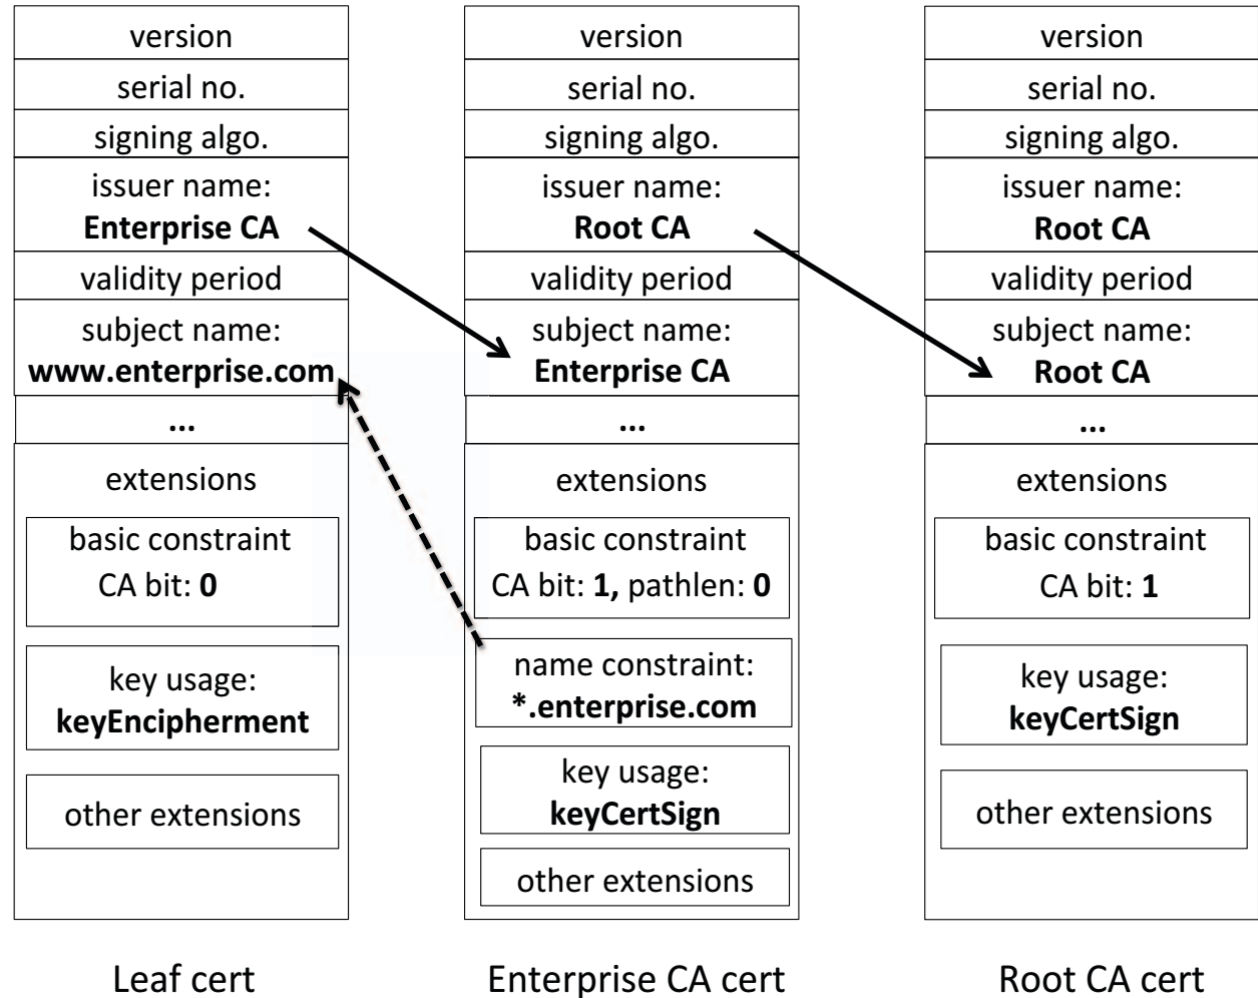 version
serial no.
signing algo.
issuer name:
Enterprise CA
validity period
subject name:
www.enterprise.com
...
extensions
basic constraint
CA bit: 0
key usage:
keyEncipherment
other extensions
Leaf cert
version
serial no.
signing algo.
issuer name:
Root CA
validity period
subject name:
Enterprise CA
...
extensions
basic constraint
CA bit: 1, pathlen: 0
name constraint:
*.enterprise.com
key usage:
keyCertSign
other extensions
Enterprise CA cert
version
serial no.
signing algo.
issuer name:
Root CA
validity period
subject name:
Root CA
...
extensions
basic constraint
CA bit: 1
key usage:
keyCertSign
other extensions
Root CA cert